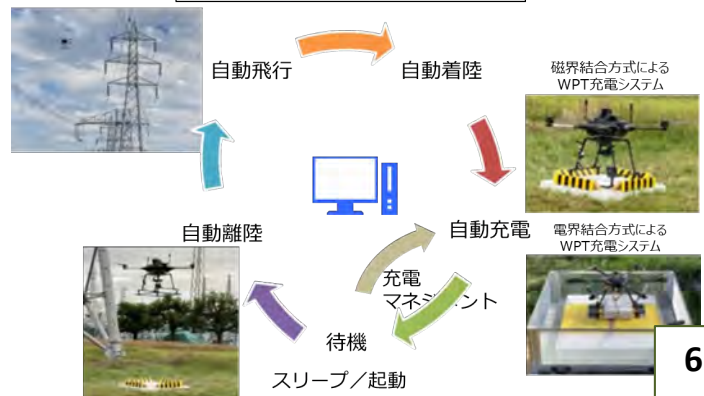 自動飛行
自動着陸
磁界結合方式による
WPT充電システム
自動離陸
自動充電
電界結合方式による
WPT充電システム
充電
マネジメント
待機
スリープ／起動
6